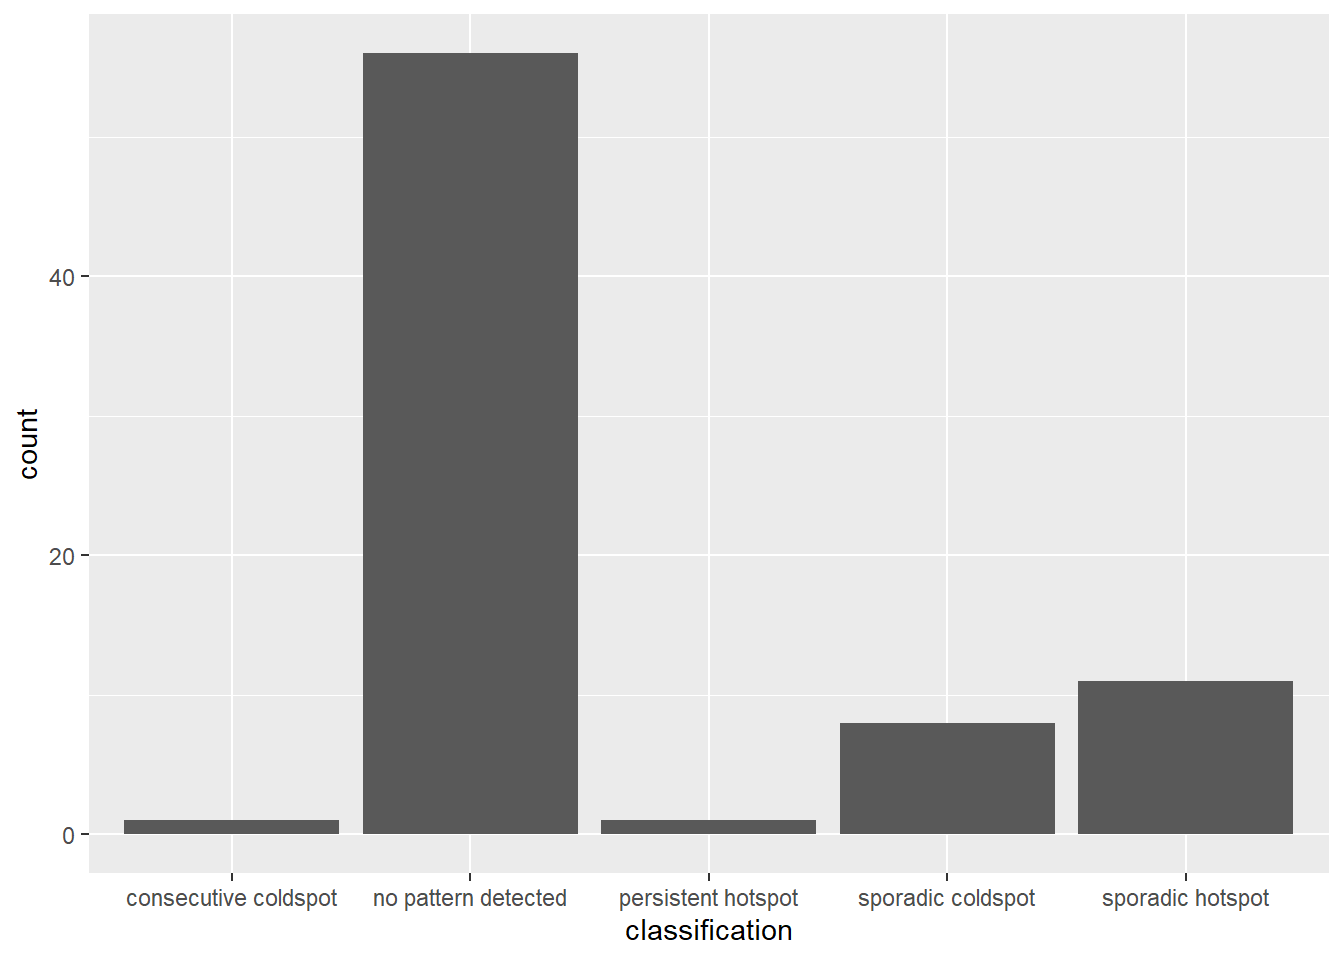 count
40
20
0
consecutive coldspot
no pattern detected
persistent hotspot
sporadic coldspot
sporadic hotspot
classification